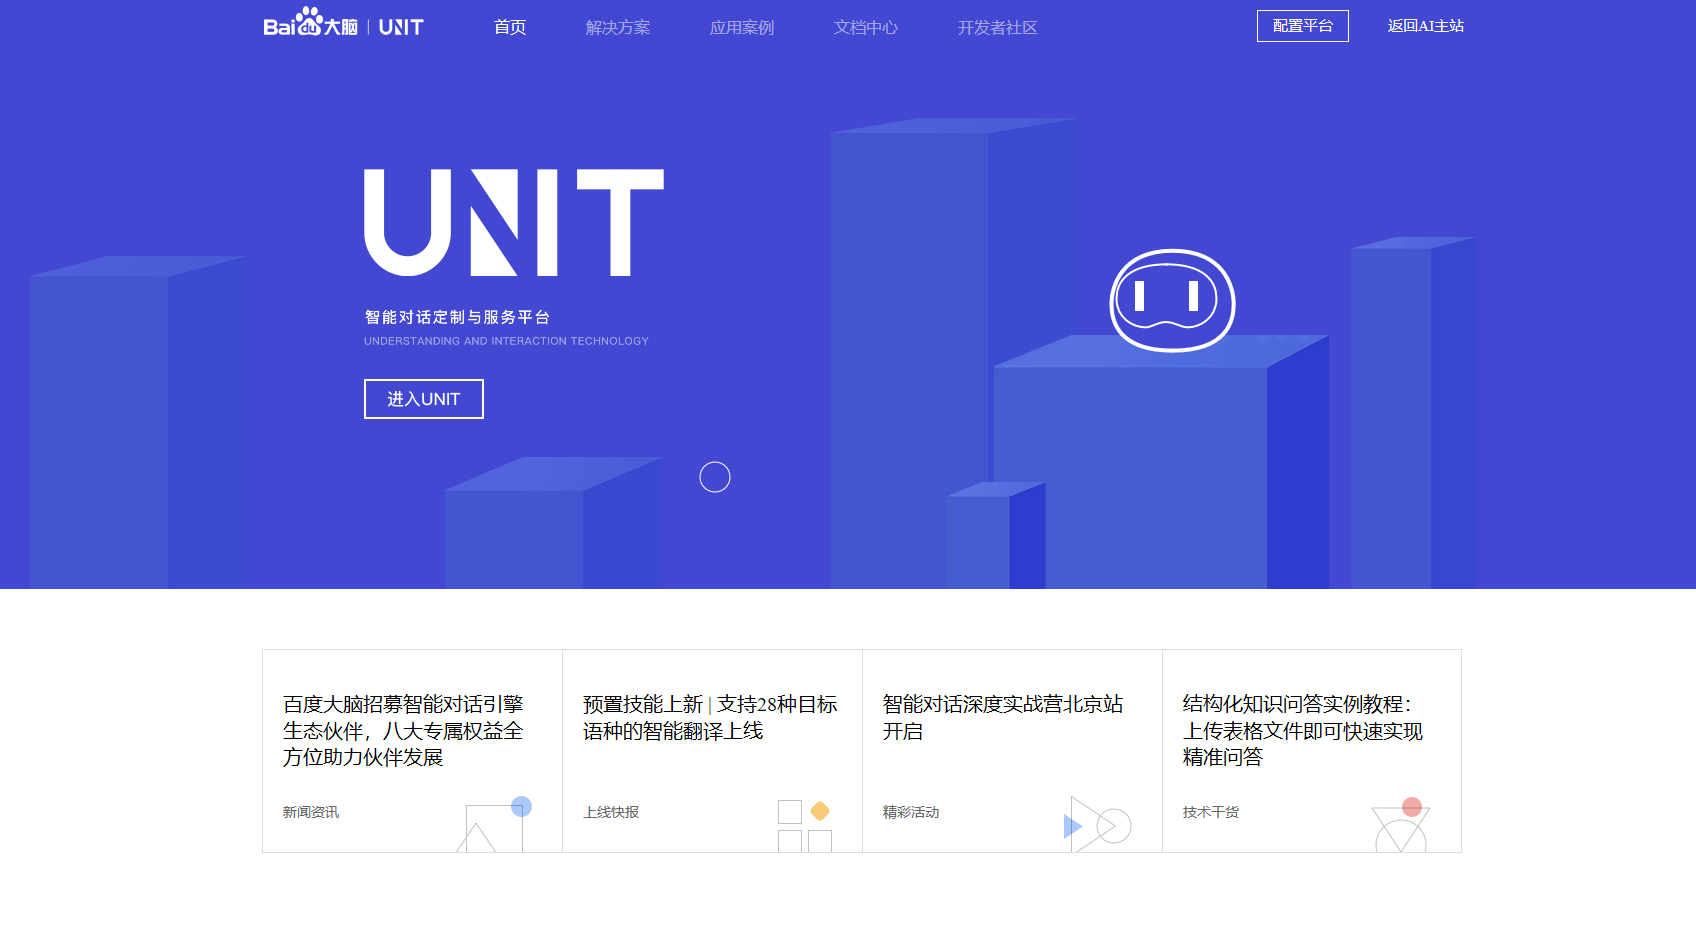 Baidu大脑 | UNIT
首页
解决方案
应用案例
文档中心
开发者社区
配置平台
返回AI主站
UNIT
智能对话定制与服务平台
UNDERSTANDING AND INTERACTION TECHNOLOGY
进入UNIT
百度大脑招募智能对话引擎
生态伙伴，八大专属权益全
方位助力伙伴发展
新闻资讯
预置技能上新 | 支持28种目标
语种的智能翻译上线
上线快报
智能对话深度实战营北京站
开启
精彩活动
结构化知识问答实例教程：
上传表格文件即可快速实现
精准问答
技术干货